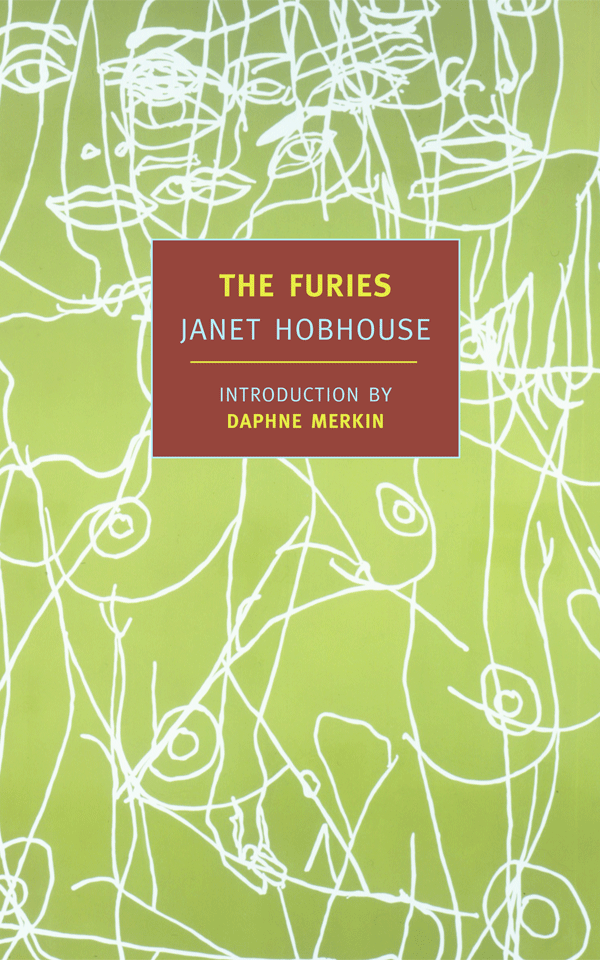 THE FURIES
JANET HOBHOUSE
INTRODUCTION BY
DAPHNE MERKIN